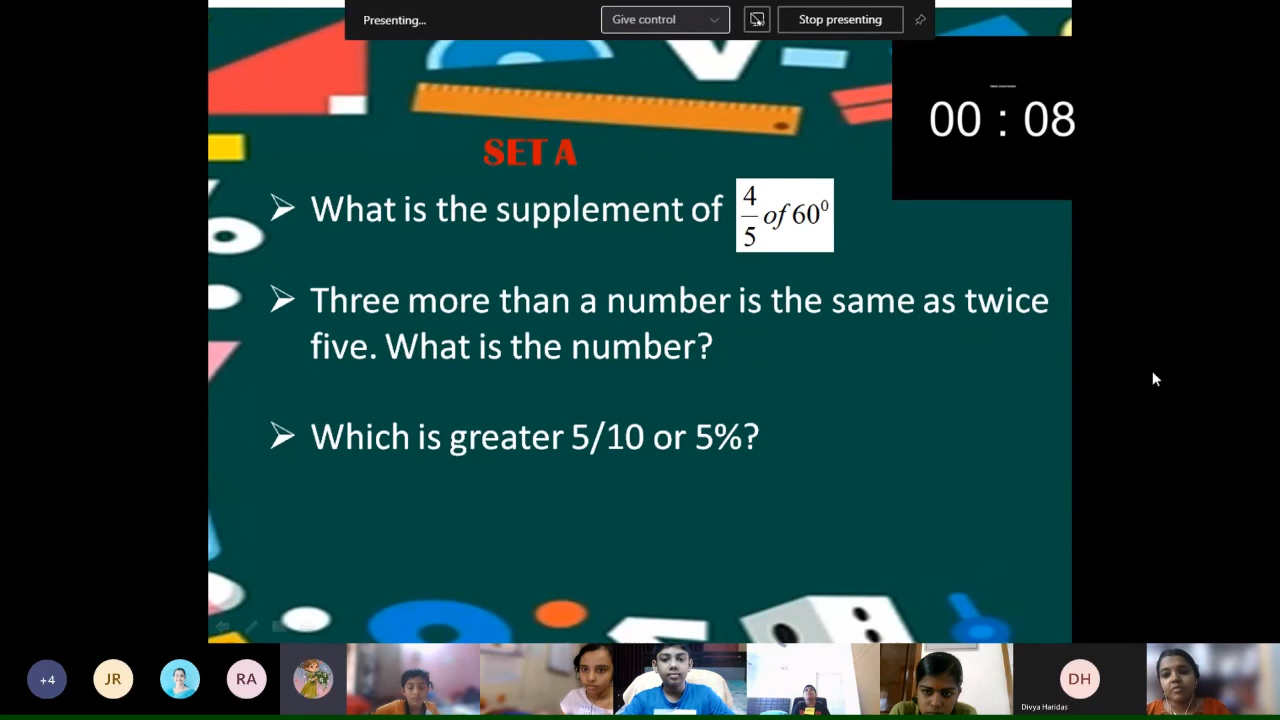 Presenting...
Give control
Stop presenting
00 : 08
SET A
What is the supplement of 4/5 of 60⁰
Three more than a number is the same as twice
five. What is the number?
Which is greater 5/10 or 5%?
+4
JR
RA
DH
Divya Haridas